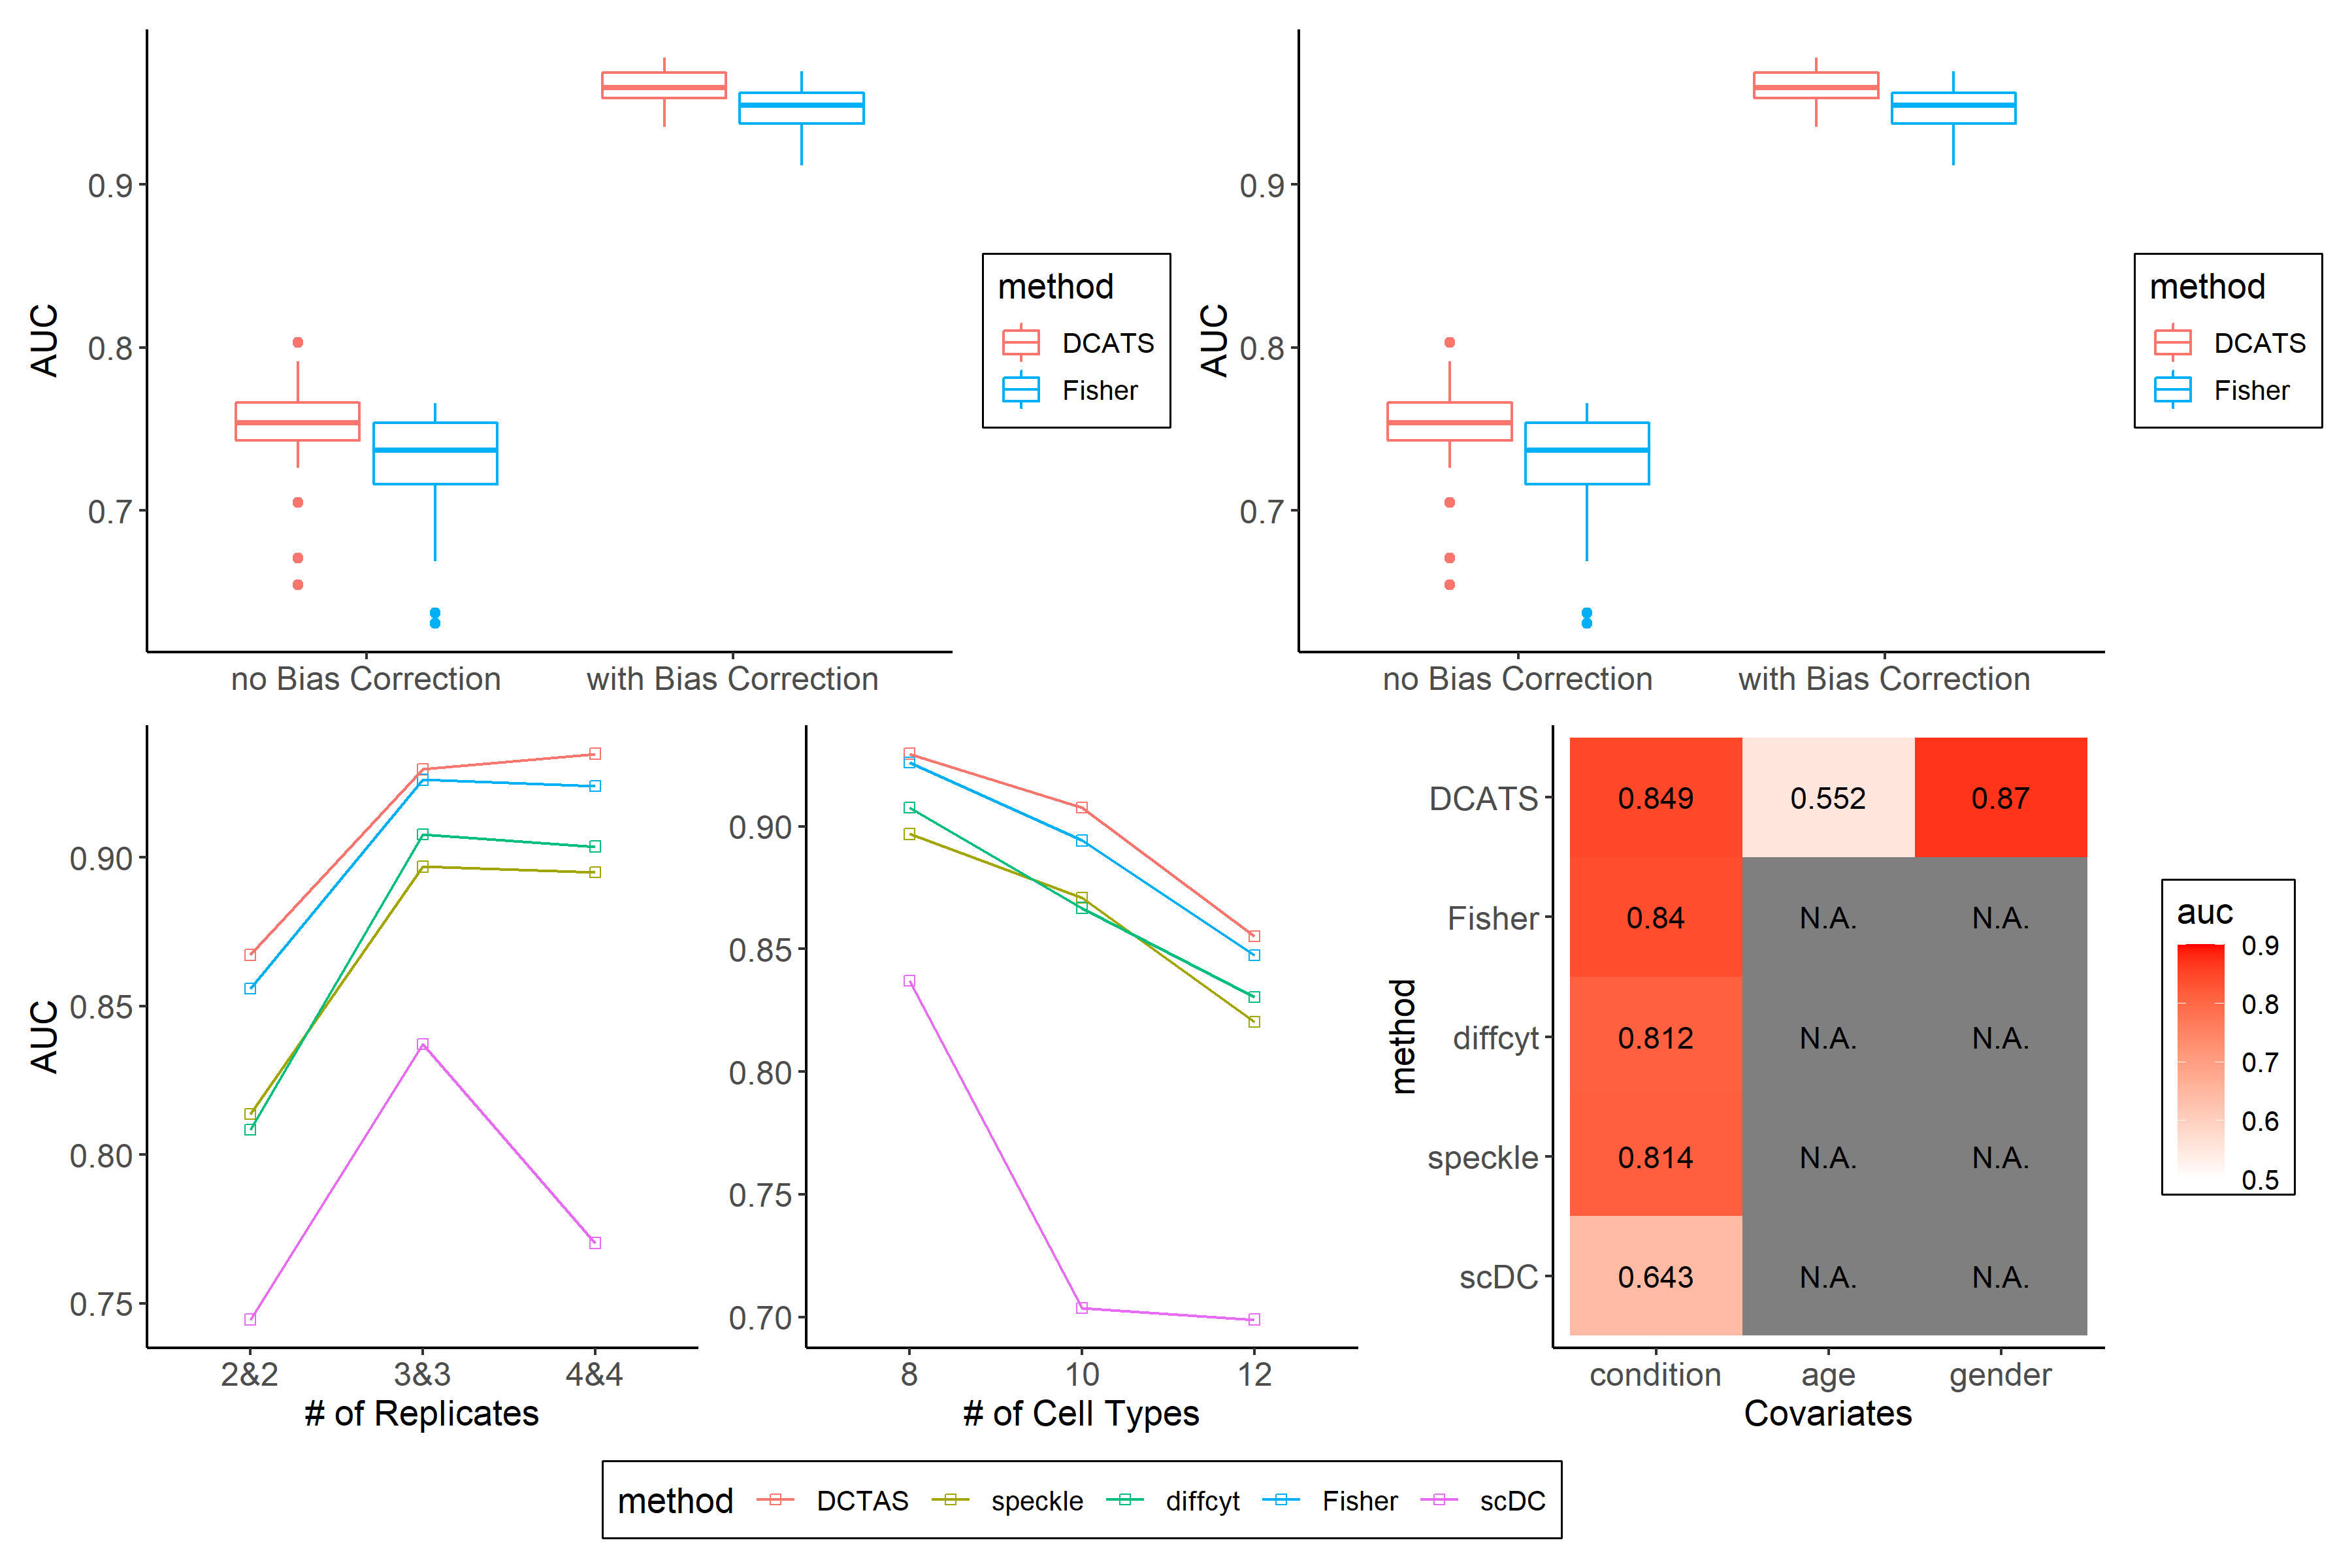 AUC
0.9
0.8
0.7
no Bias Correction
with Bias Correction
method
DCATS
Fisher
AUC
0.9
0.8
0.7
no Bias Correction
with Bias Correction
method
DCATS
Fisher
AUC
0.90
0.85
0.80
0.75
2&2
3&3
4&4
# of Replicates
0.90
0.85
0.80
0.75
0.70
8
10
12
# of Cell Types
method
DCATS 0.849 0.552 0.87
Fisher 0.84 N.A. N.A.
diffcyt 0.812 N.A. N.A.
speckle 0.814 N.A. N.A.
scDC 0.643 N.A. N.A.
condition age gender
Covariates
auc
0.9
0.8
0.7
0.6
0.5
method DCTAS speckle diffcyt Fisher scDC